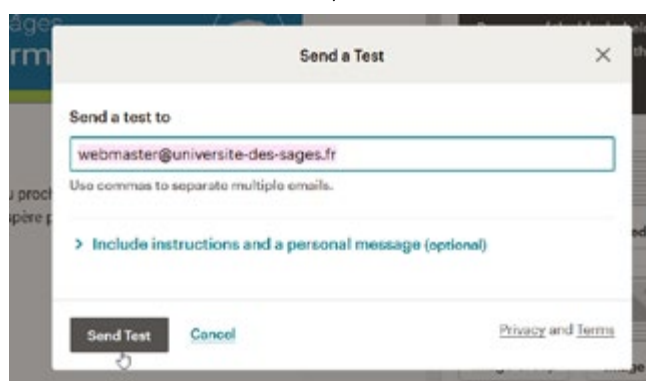 Send a Test
Send a test to
webmaster@universite-des-sages.fr
Use commas to separate multiple emails.
Include instructions and a personal message (optional)
Send Test
Cancel
Privacy and Terms